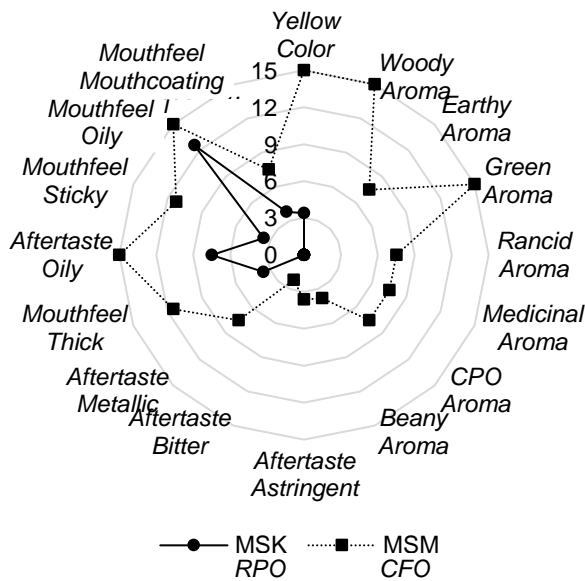 Yellow
Color
Woody
Aroma
Earthy
Aroma
Green
Aroma
Rancid
Aroma
Medicinal
Aroma
CPO
Aroma
Beany
Aroma
Aftertaste
Astringent
Aftertaste
Bitter
Aftertaste
Metallic
Mouthfeel
Thick
Aftertaste
Oily
Mouthfeel
Sticky
Mouthfeel
Oily
Mouthfeel
Mouthcoating
15
12
9
6
3
0
MSK
RPO
MSM
CFO